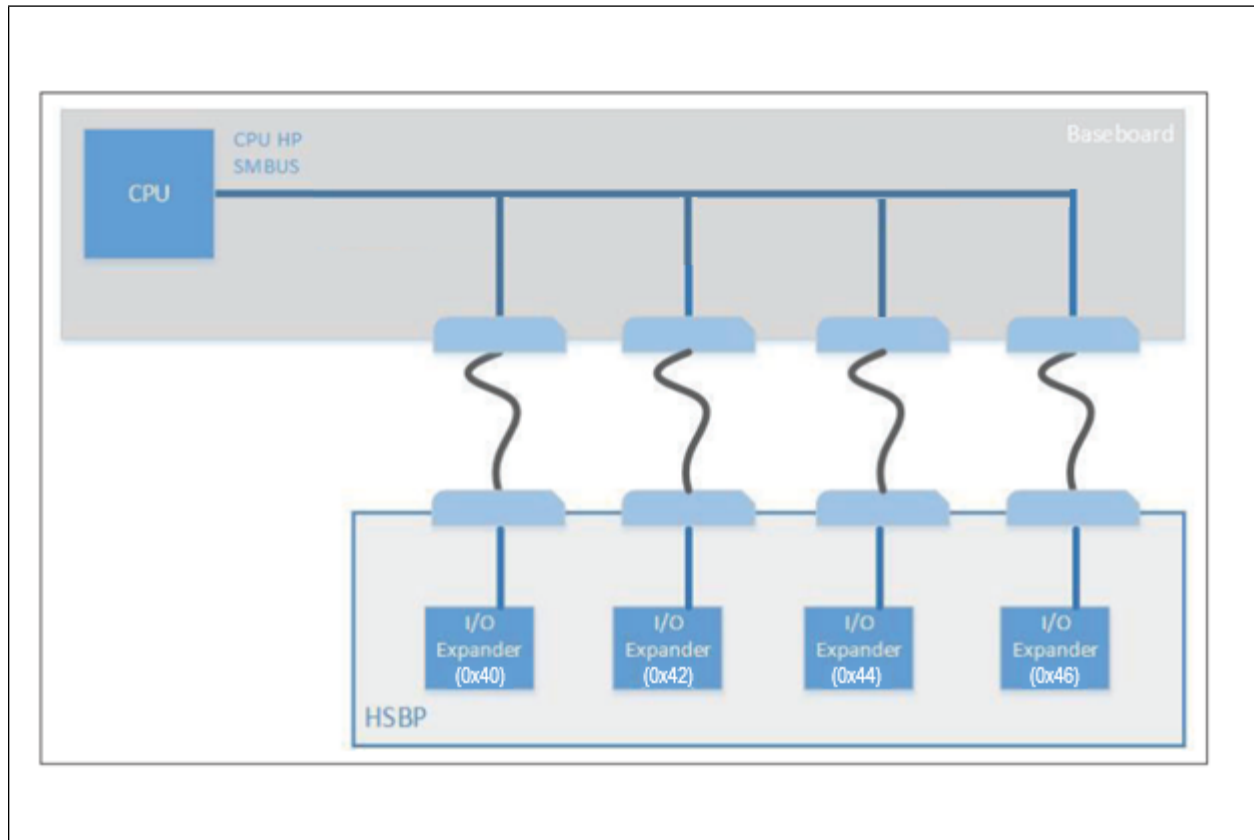 CPU
CPU HP
SMBUS
Baseboard
I/O
Expander
(0x40)
I/O
Expander
(0x42)
I/O
Expander
(0x44)
I/O
Expander
(0x46)
HSBP